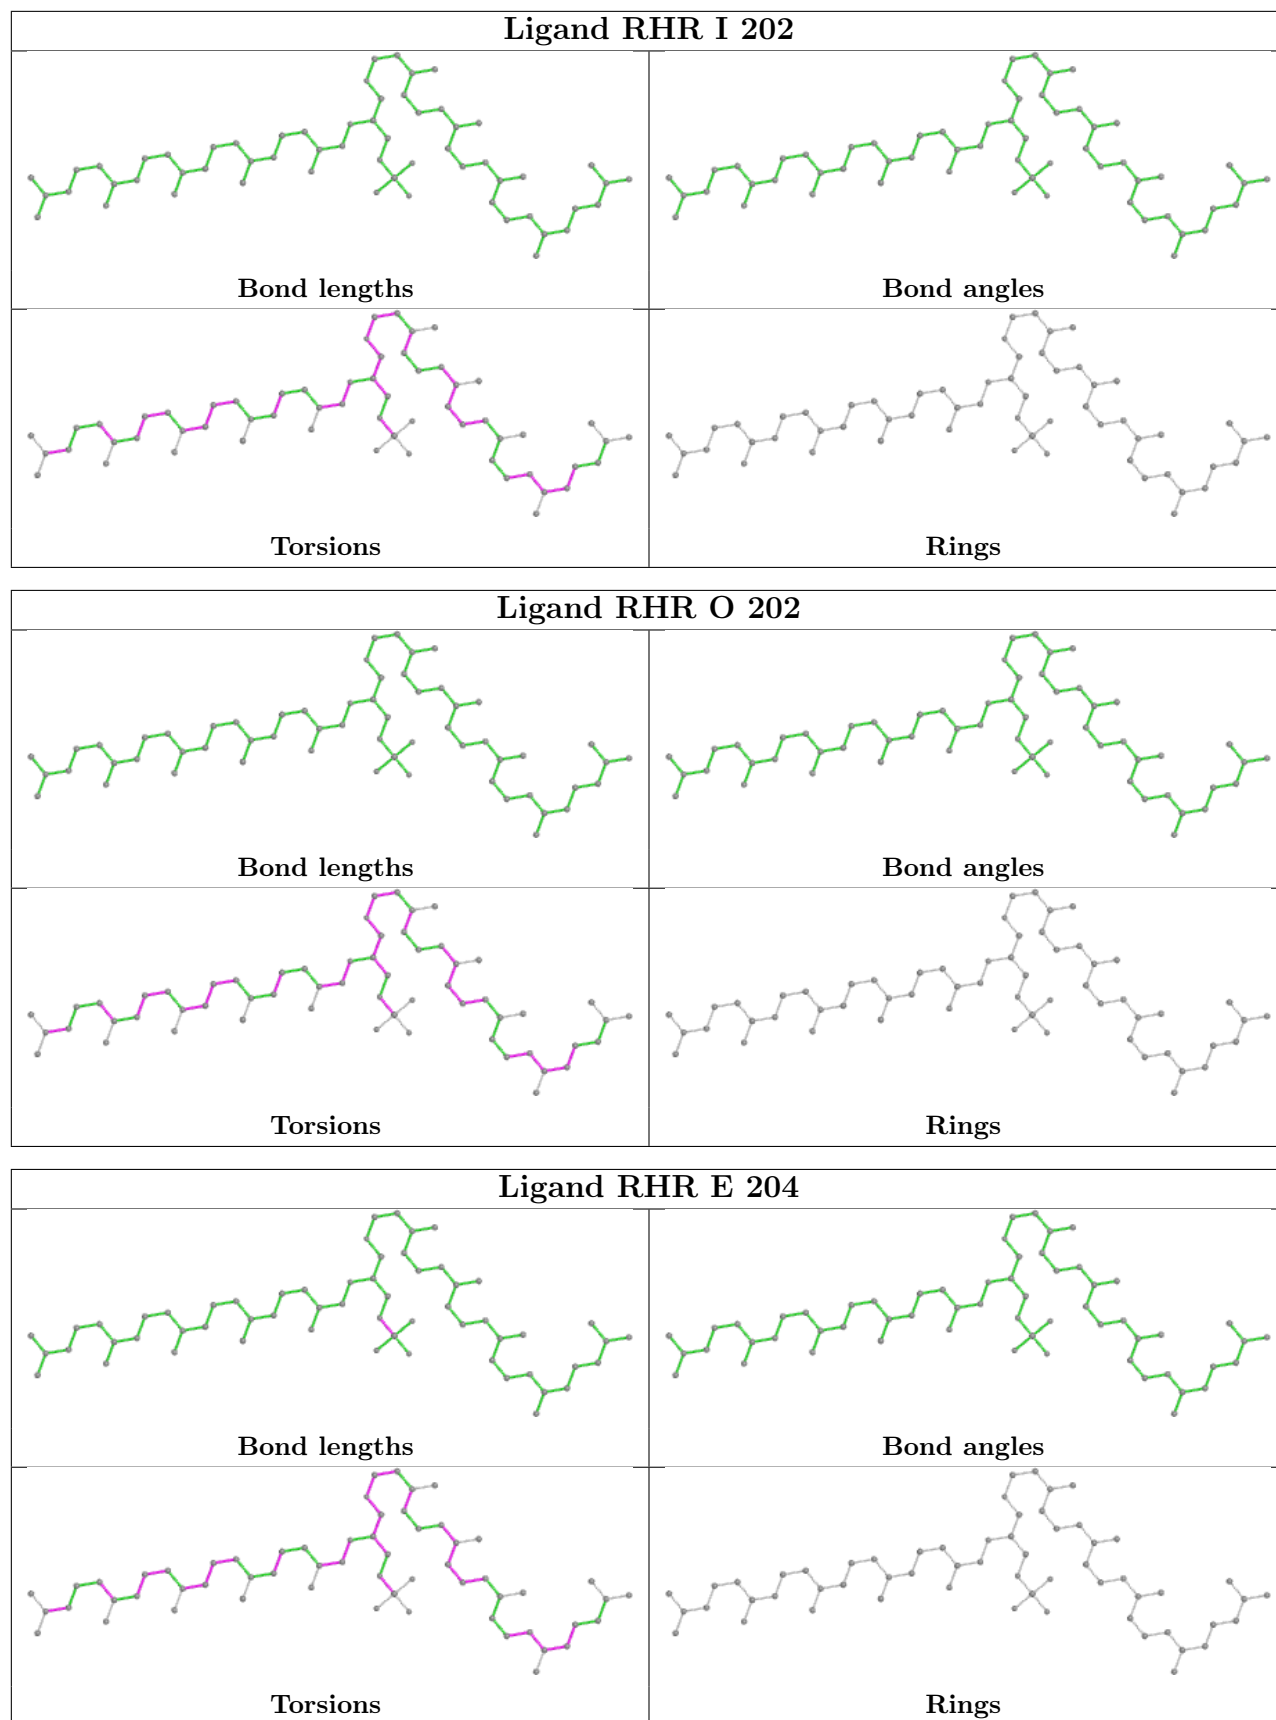 Ligand RHR I 202
Bond lengths
Bond angles
Torsions
Rings
Ligand RHR O 202
Bond lengths
Bond angles
Torsions
Rings
Ligand RHR E 204
Bond lengths
Bond angles
Torsions
Rings